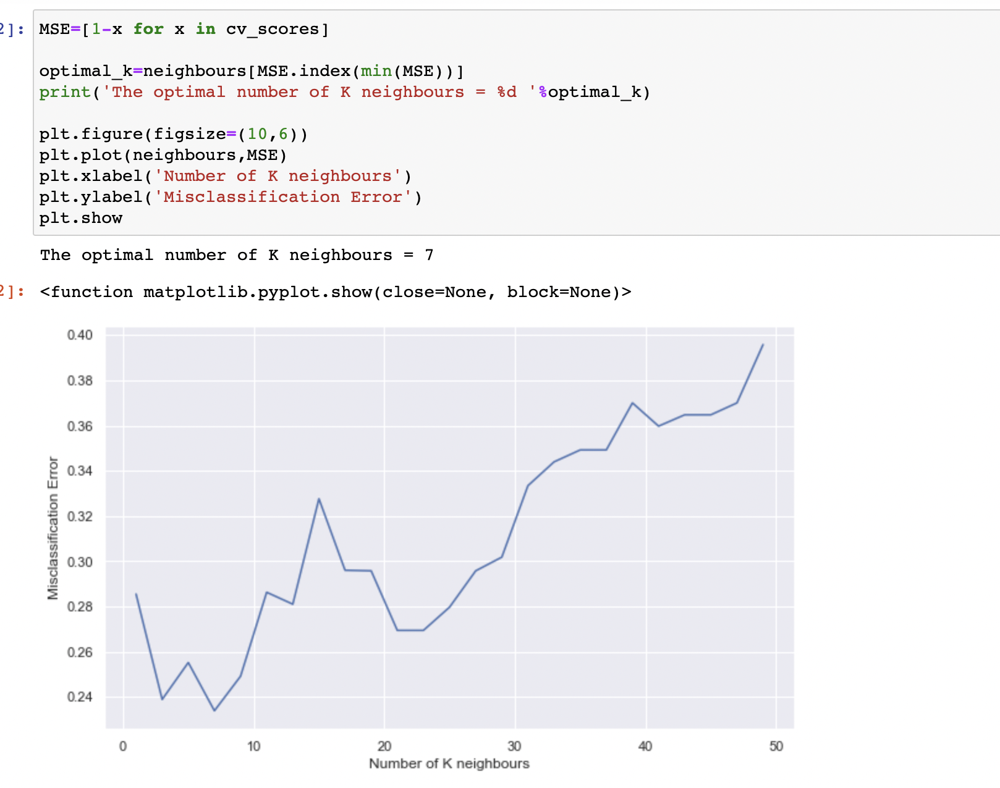 2]: MSE=[1-x for x in cv_scores]
optimal_k=neighbours[MSE.index(min(MSE))]
print('The optimal number of K neighbours = %d '%optimal_k)
plt.figure(figsize=(10,6))
plt.plot(neighbours,MSE)
plt.xlabel('Number of K neighbours')
plt.ylabel('Misclassification Error')
plt.show
The optimal number of K neighbours = 7
2]: <function matplotlib.pyplot.show(close=None, block=None)>
0.40
0.38
0.36
0.34
0.32
0.30
0.28
0.26
0.24
Misclassification Error
0 10 20 30 40 50
Number of K neighbours